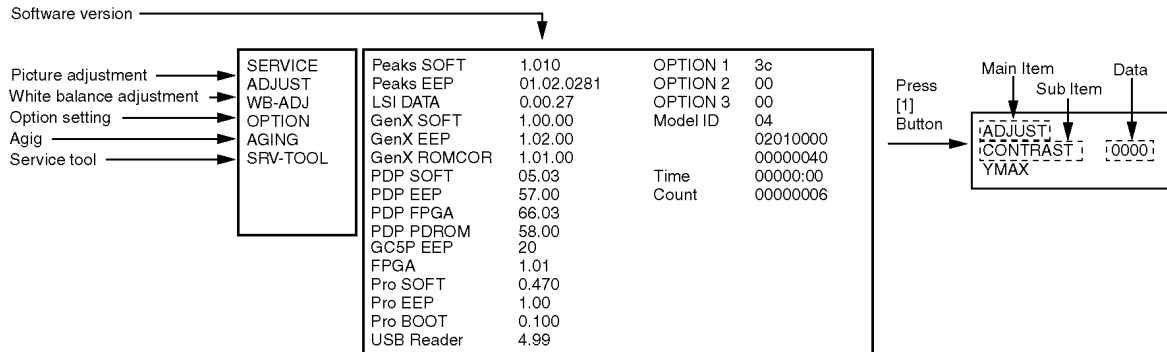 Software version
Picture adjustment
White balance adjustment
Option setting
Agig
Service tool
SERVICE
ADJUST
WB-ADJ
OPTION
AGING
SRV-TOOL
Peaks SOFT 1.010 OPTION 1 3c
Peaks EEP 01.02.0281 OPTION 2 00
LSI DATA 0.00.27 OPTION 3 00
GenX SOFT 1.00.00 Model ID 04
GenX EEP 1.02.00 02010000
GenX ROMCOR 1.01.00 00000040
PDP SOFT 05.03 Time 00000:00
PDP EEP 57.00 Count 00000006
PDP FPGA 66.03
PDP PDROM 58.00
GC5P EEP 20
FPGA 1.01
Pro SOFT 0.470
Pro EEP 1.00
Pro BOOT 0.100
USB Reader 4.99
Press
[1]
Button
Main Item
Sub Item
Data
ADJUST
CONTRAST 0000
YMAX